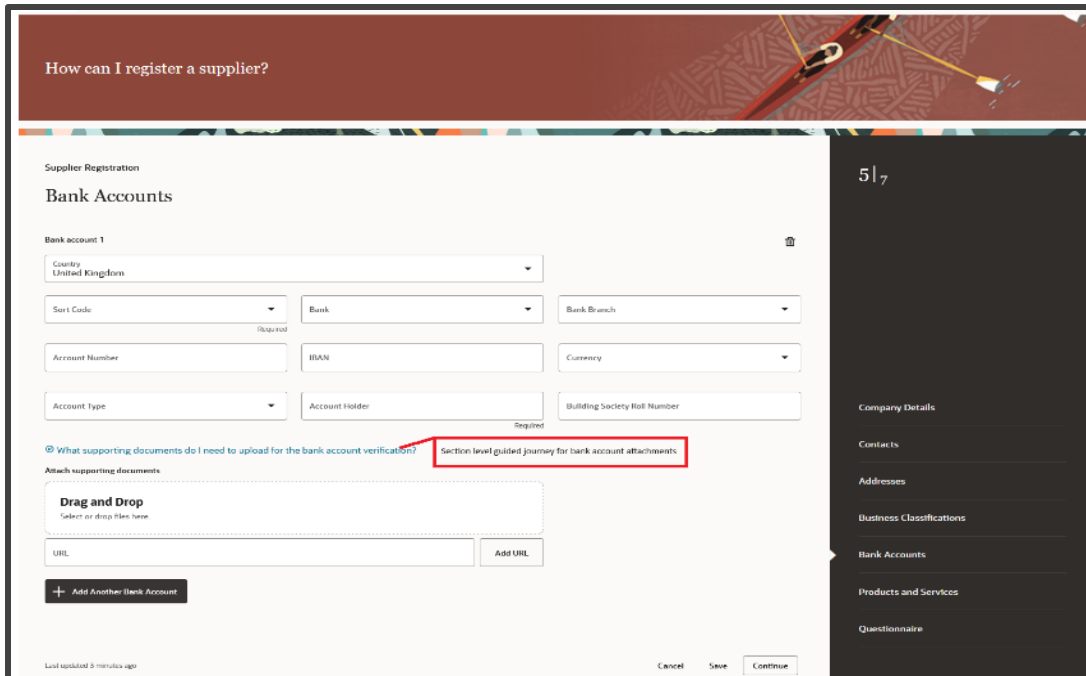 How can I register a supplier?
Supplier Registration
Bank Accounts
Bank account 1
Country
United Kingdom
Sort Code
Bank
Bank Branch
Required
Account Number
IBAN
Currency
Account Type
Account Holder
Building Society Roll Number
Required
What supporting documents do I need to upload for the bank account verification?
Section level guided journey for bank account attachments
Attach supporting documents
Drag and Drop
Select or drop files here
URL
Add URL
Add Another Bank Account
Last updated 5 minutes ago
Cancel
Save
Continue
5|7
Company Details
Contacts
Addresses
Business Classifications
Bank Accounts
Products and Services
Questionnaire